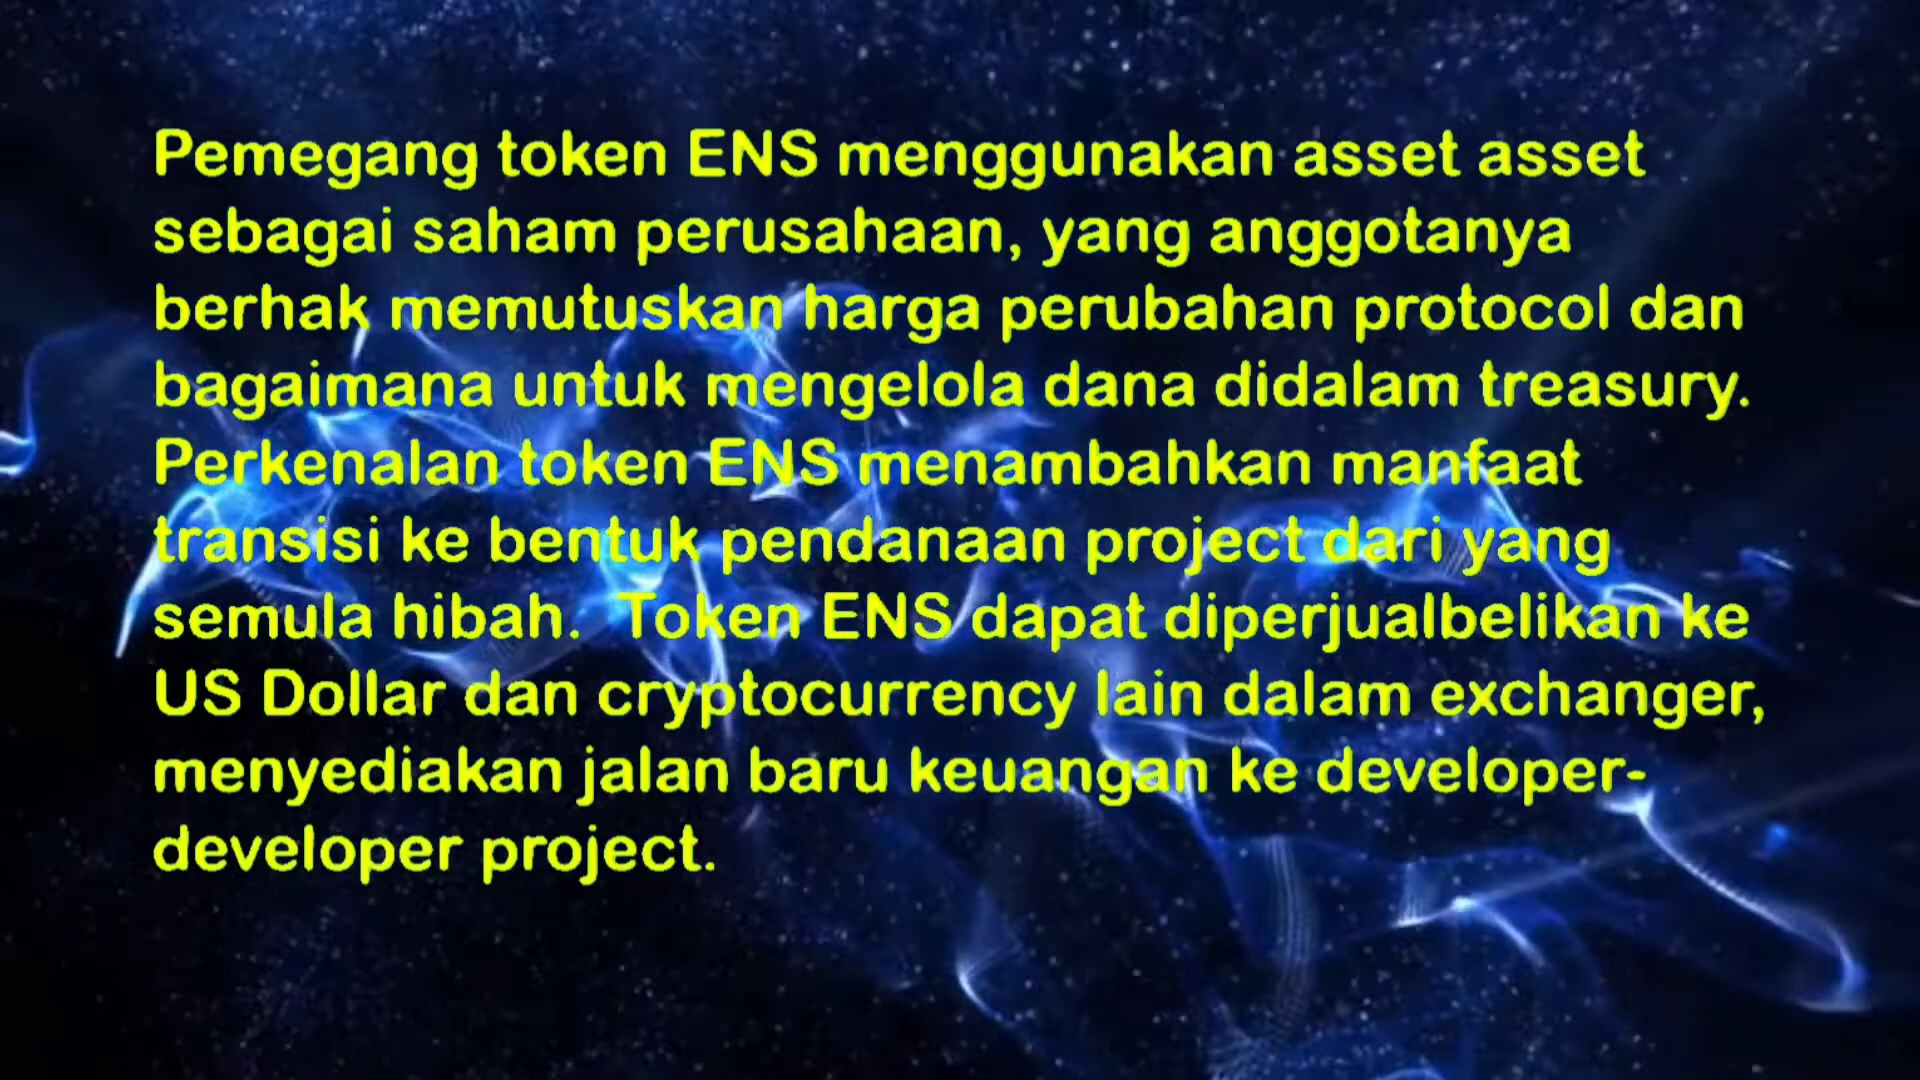 Pemegang token ENS menggunakan asset asset
sebagai saham perusahaan, yang anggotanya
berhak memutuskan harga perubahan protocol dan
bagaimana untuk mengelola dana didalam treasury.
Perkenalan token ENS menambahkan manfaat
transisi ke bentuk pendanaan project dari yang
semula hibah.  Token ENS dapat diperjualbelikan ke
US Dollar dan cryptocurrency lain dalam exchanger,
menyediakan jalan baru keuangan ke developer-
developer project.